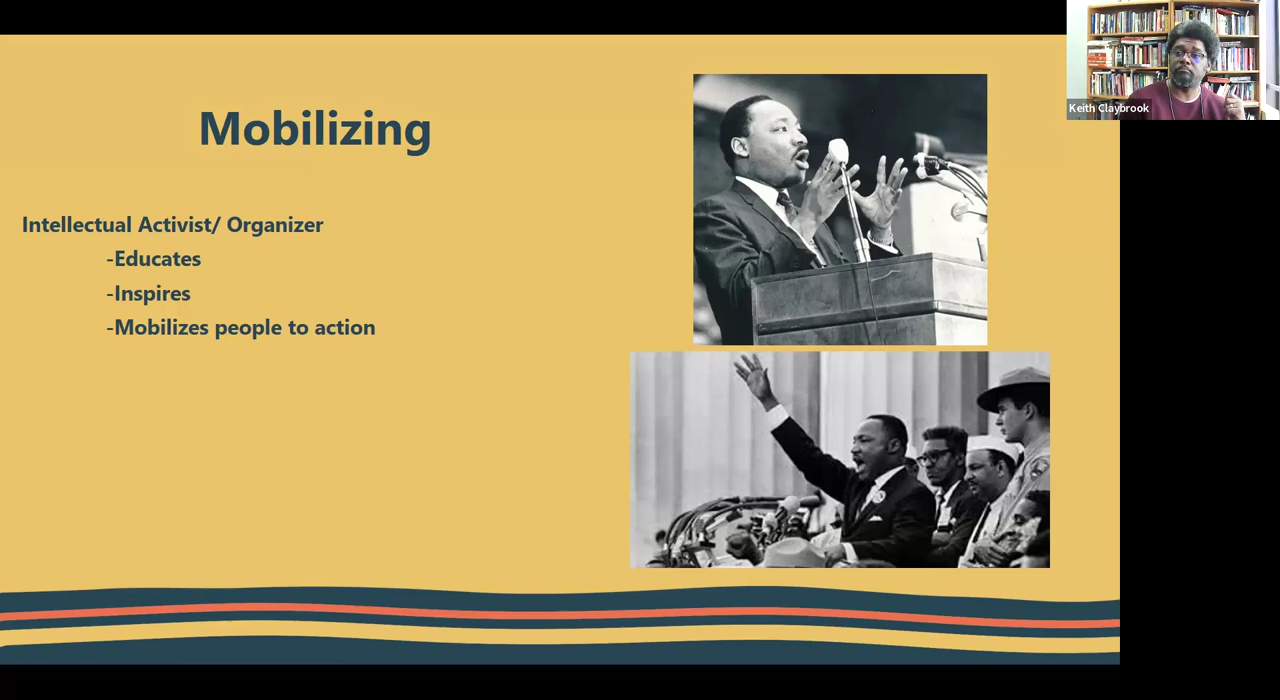 Mobilizing
Intellectual Activist/ Organizer
-Educates
-Inspires
-Mobilizes people to action
Keith Claybrook